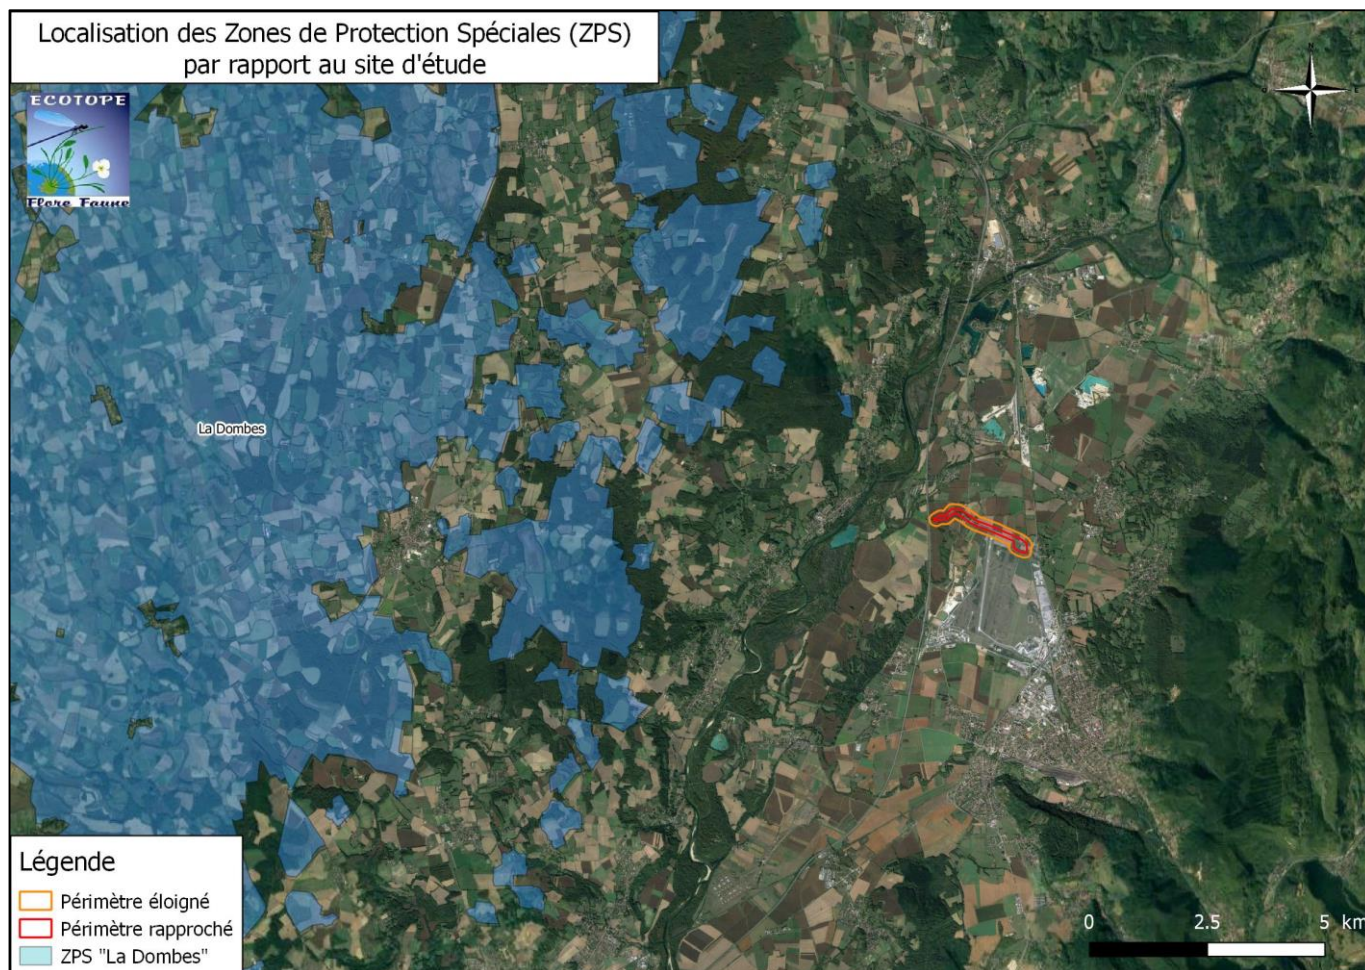 Localisation des Zones de Protection Spéciales (ZPS)
par rapport au site d'étude
ECOTOPE
Flore Faune
N
O
E
S
La Dombes
Légende
Périmètre éloigné
Périmètre rapproché
ZPS "La Dombes"
0 2.5 5 km